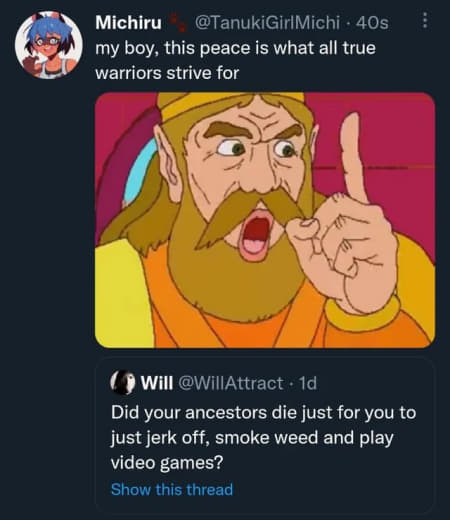 Michiru 🐾 @TanukiGirlMichi · 40s
my boy, this peace is what all true
warriors strive for
Will @WillAttract · 1d
Did your ancestors die just for you to
just jerk off, smoke weed and play
video games?
Show this thread